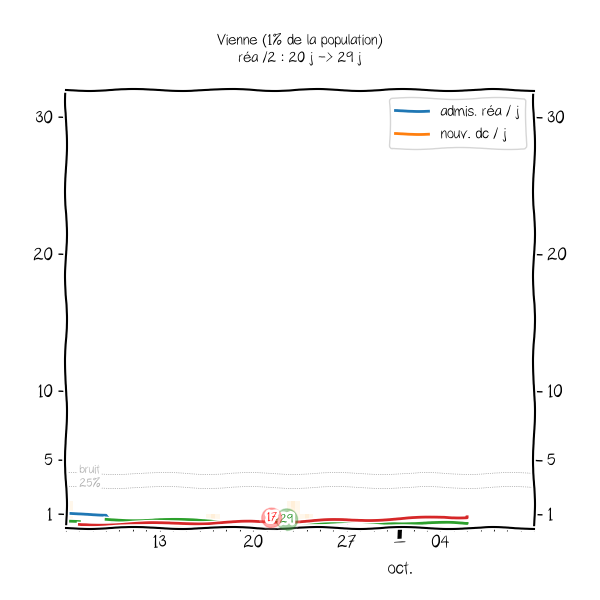 Vienne (1% de la population)
réa /2 : 20 j -> 29 j
admis. réa / j
nouv. dc / j
30
30
20
20
10
10
5
5
bruit
25%
1
1
17
29
13
20
27
04
oct.